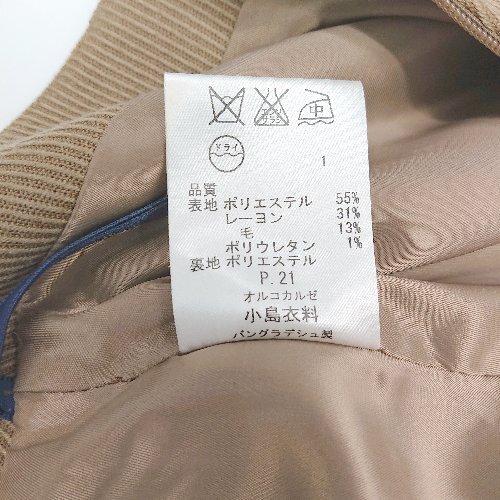 中
ドライ
1
品質
表地 ポリエステル 55%
レーヨン 31%
毛 13%
ポリウレタン 1%
裏地 ポリエステル
P.21
オルコカルゼ
小島衣料
バングラデシュ製